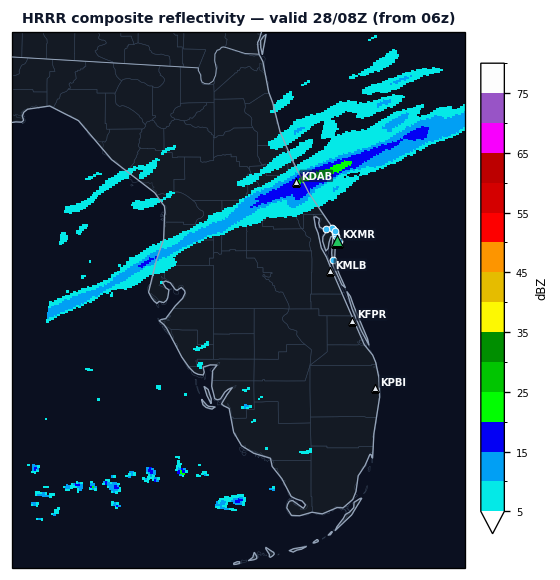 HRRR composite reflectivity — valid 28/08Z (from 06z)
75
65
KDAB
55
KXMR
dBZ
45
KMLB
KFPR
35
KPBI
25
15
5